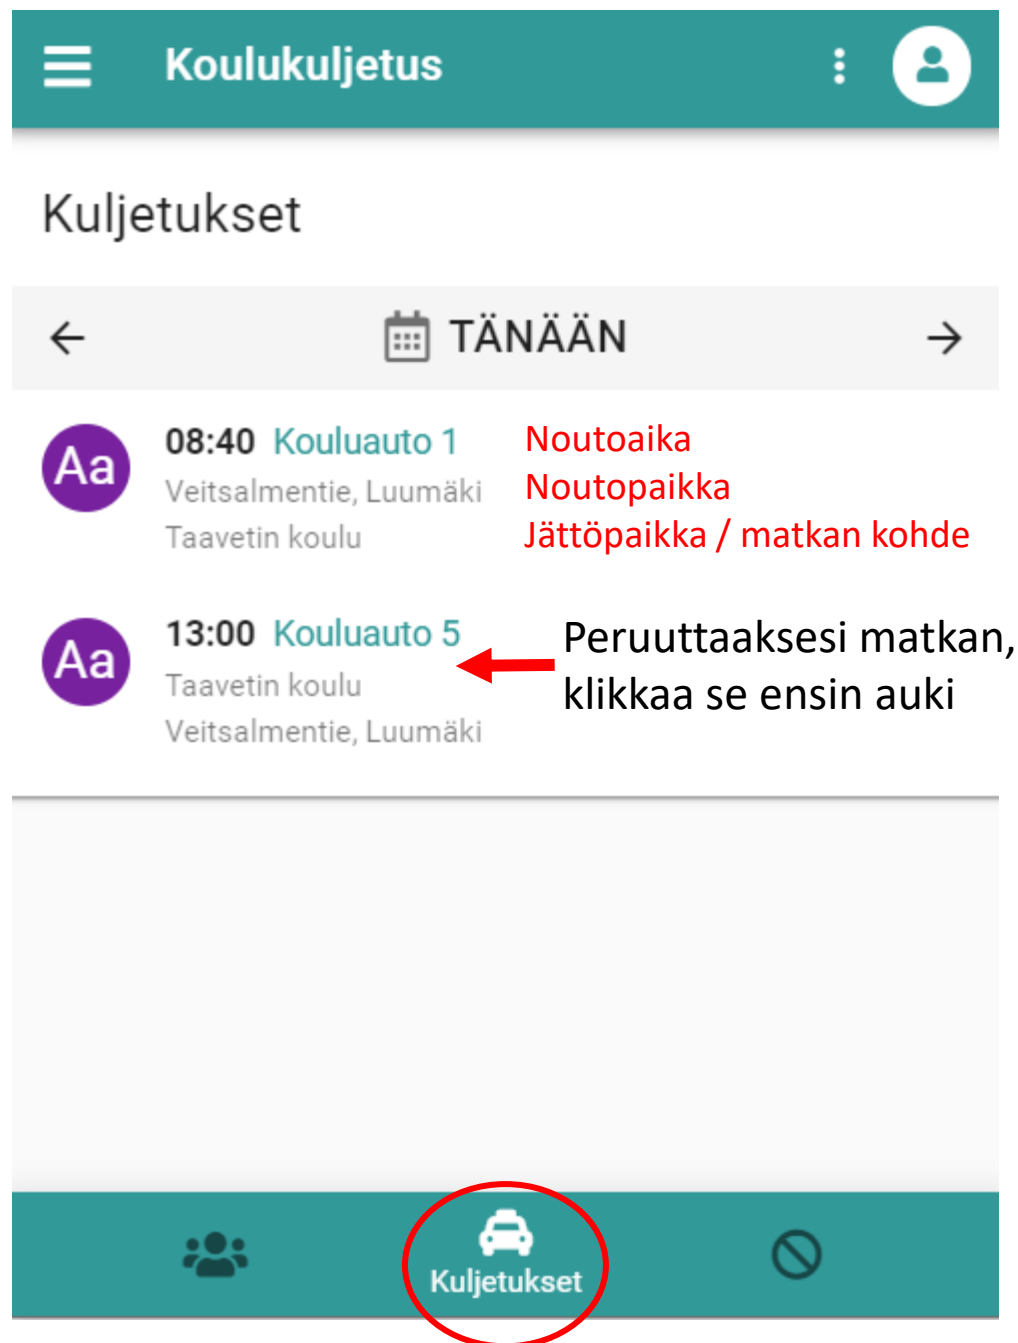 Koulukuljetus
Kuljetukset
TÄNÄÄN
Aa
08:40 Kouluauto 1
Veitsalmentie, Luumäki
Taavetin koulu
Noutoaika
Noutopaikka
Jättöpaikka / matkan kohde
Aa
13:00 Kouluauto 5
Taavetin koulu
Veitsalmentie, Luumäki
Peruuttaaksesi matkan,
klikkaa se ensin auki
Kuljetukset